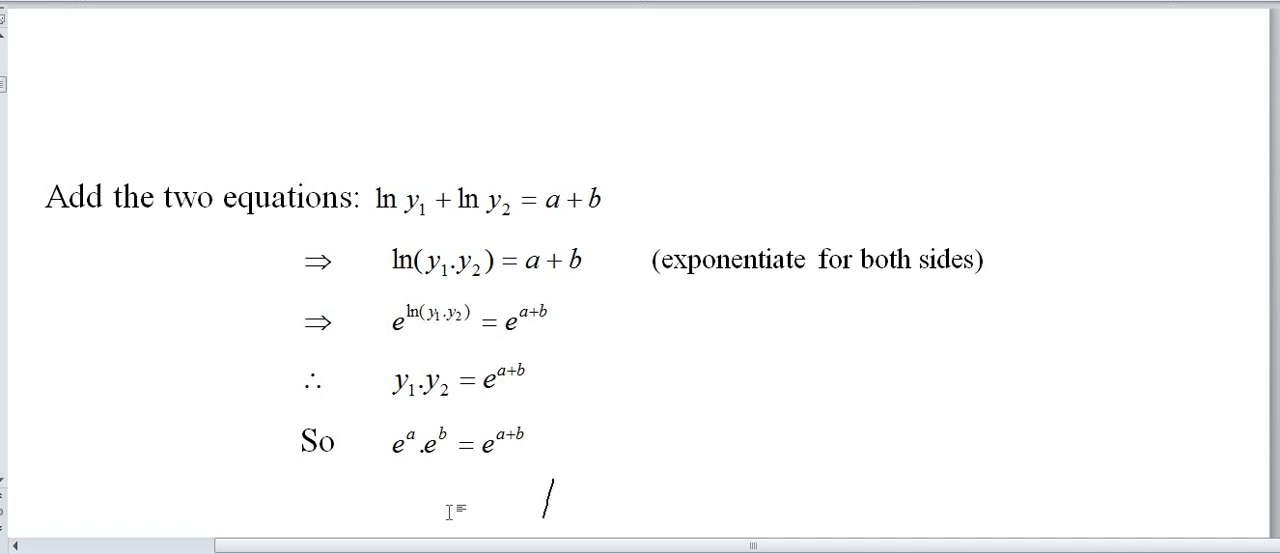 Add the two equations: ln y₁ + ln y₂ = a + b
⇒ ln(y₁.y₂) = a + b (exponentiate for both sides)
⇒ e^{ln(y₁.y₂)} = e^{a+b}
∴ y₁.y₂ = e^{a+b}
So e^a.e^b = e^{a+b}
/